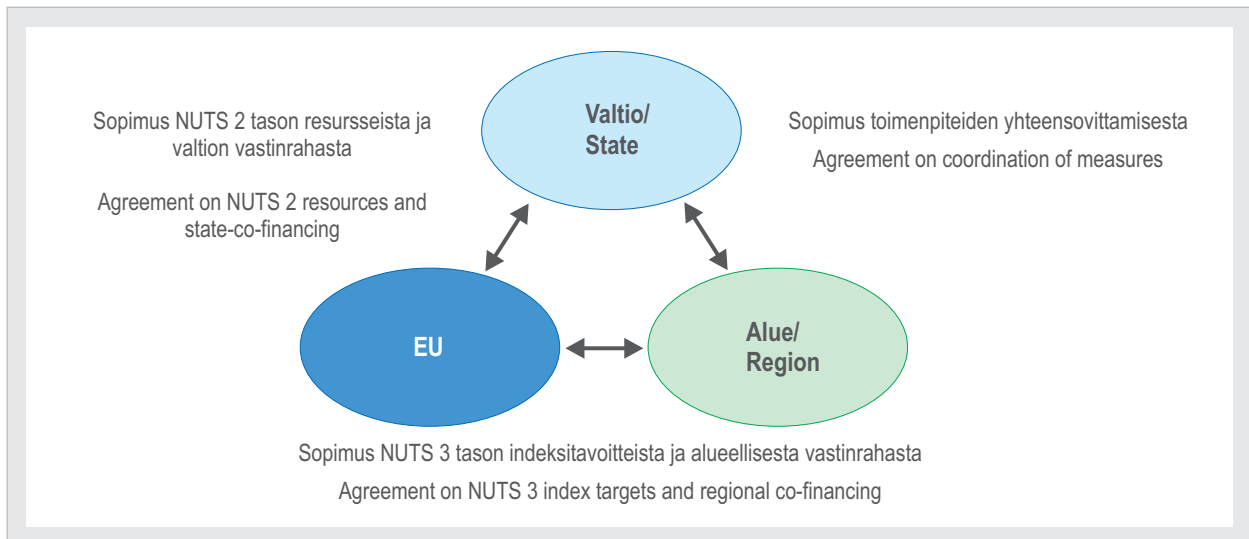 Valtio/
State
Sopimus NUTS 2 tason resursseista ja
valtion vastinrahasta
Agreement on NUTS 2 resources and
state-co-financing
Sopimus toimenpiteiden yhteensovittamisesta
Agreement on coordination of measures
EU
Alue/
Region
Sopimus NUTS 3 tason indeksitavoitteista ja alueellisesta vastinrahasta
Agreement on NUTS 3 index targets and regional co-financing